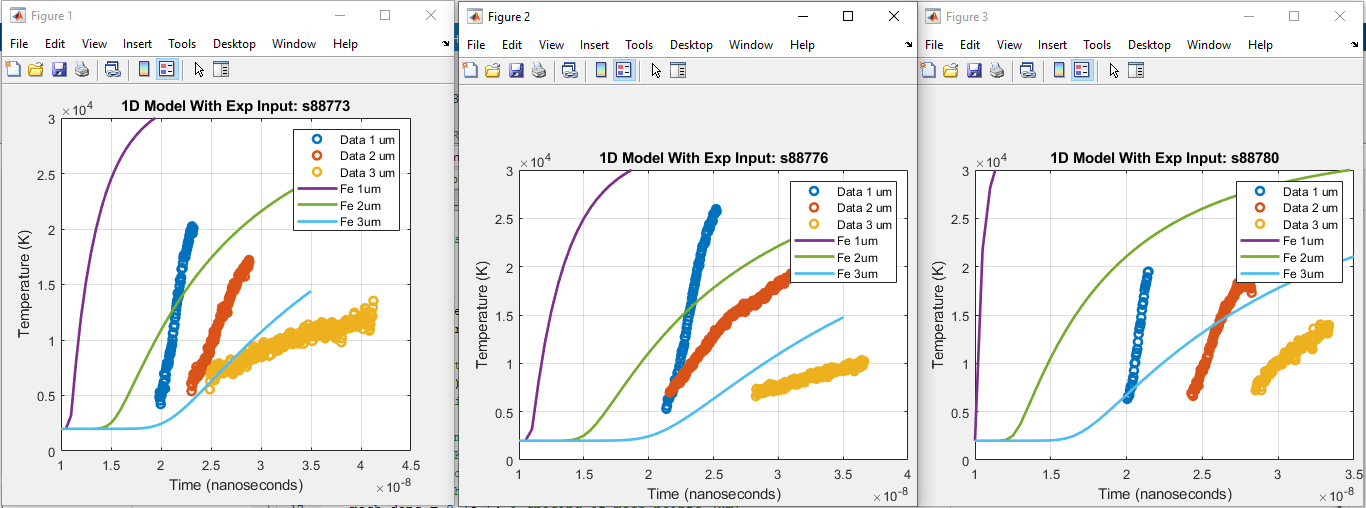 Figure 1
File Edit View Insert Tools Desktop Window Help
×10^4
1D Model With Exp Input: s88773
Data 1 um
Data 2 um
Data 3 um
Fe 1um
Fe 2um
Fe 3um
3
2.5
2
1.5
1
0.5
0
Temperature (K)
1 1.5 2 2.5 3 3.5 4 4.5
Time (nanoseconds)
×10^-8
Figure 2
File Edit View Insert Tools Desktop Window Help
×10^4
1D Model With Exp Input: s88776
Data 1 um
Data 2 um
Data 3 um
Fe 1um
Fe 2um
Fe 3um
3
2.5
2
1.5
1
0.5
0
Temperature (K)
1 1.5 2 2.5 3 3.5 4
Time (nanoseconds)
×10^-8
Figure 3
File Edit View Insert Tools Desktop Window Help
×10^4
1D Model With Exp Input: s88780
Data 1 um
Data 2 um
Data 3 um
Fe 1um
Fe 2um
Fe 3um
3
2.5
2
1.5
1
0.5
0
Temperature (K)
1 1.5 2 2.5 3 3.5
Time (nanoseconds)
×10^-8